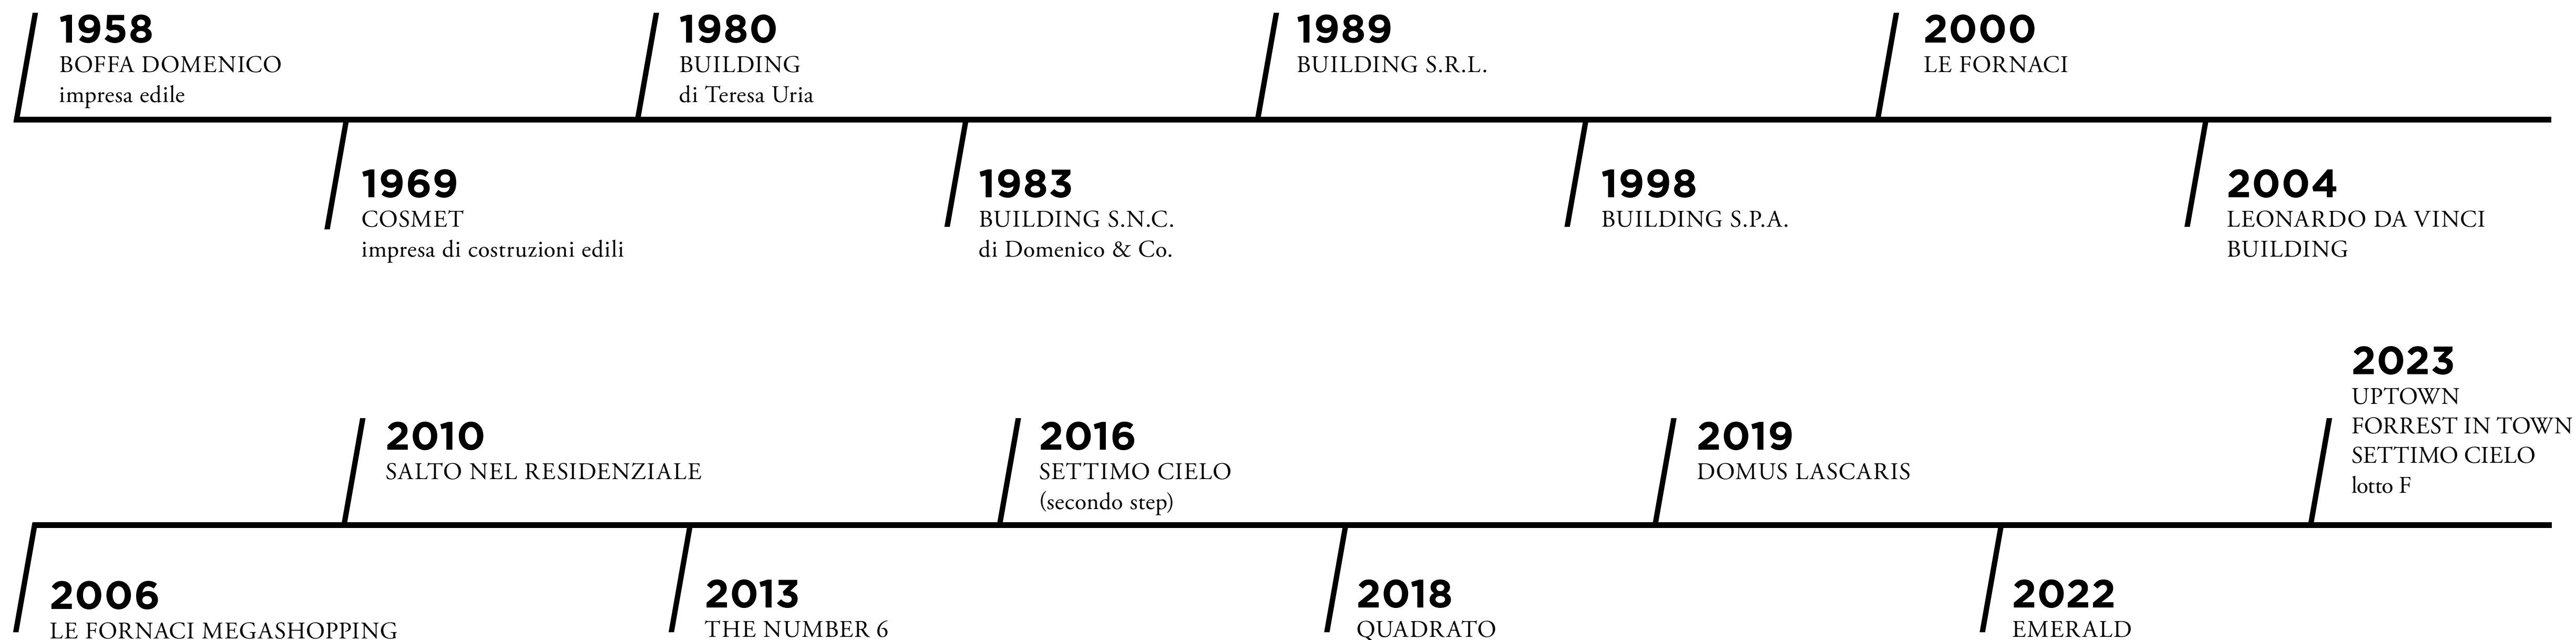 1958
BOFFA DOMENICO
impresa edile
1969
COSMET
impresa di costruzioni edili
1980
BUILDING
di Teresa Uria
1983
BUILDING S.N.C.
di Domenico & Co.
1989
BUILDING S.R.L.
1998
BUILDING S.P.A.
2000
LE FORNACI
2004
LEONARDO DA VINCI
BUILDING
2006
LE FORNACI MEGASHOPPING
2010
SALTO NEL RESIDENZIALE
2013
THE NUMBER 6
2016
SETTIMO CIELO
(secondo step)
2018
QUADRATO
2019
DOMUS LASCARIS
2022
EMERALD
2023
UPTOWN
FORREST IN TOWN
SETTIMO CIELO
lotto F